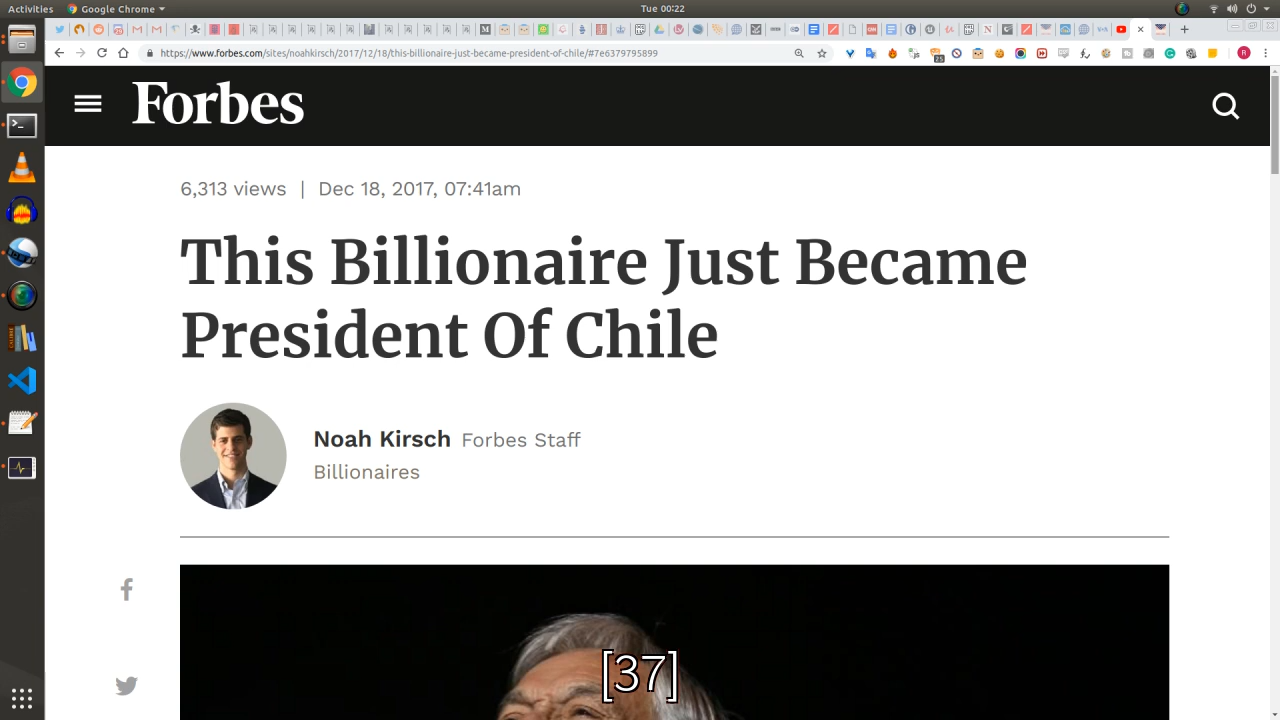 Activities
Google Chrome
Tue 00:22
https://www.forbes.com/sites/noahkirsch/2017/12/18/this-billionaire-just-became-president-of-chile/#7e6379795899
Forbes
6,313 views | Dec 18, 2017, 07:41am
This Billionaire Just Became
President Of Chile
Noah Kirsch Forbes Staff
Billionaires
[37]